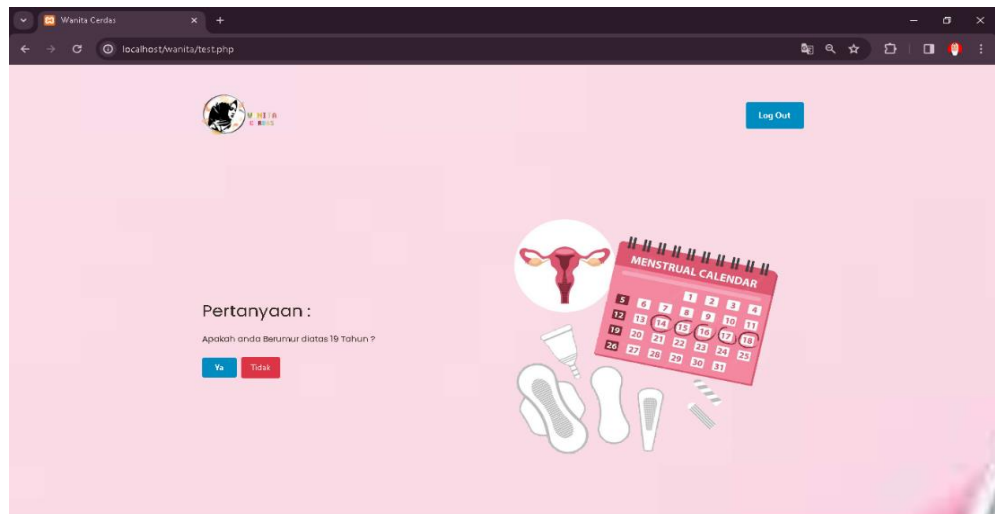 Wanita Cerdas
localhost/wanita/test.php
WANITA
CERDAS
Log Out
MENSTRUAL CALENDAR
1 2 3 4
5 6 7 8 9 10 11
12 13 14 15 16 17 18
19 20 21 22 23 24 25
26 27 28 29 30 31
Pertanyaan :
Apakah anda Berumur diatas 19 Tahun ?
Ya Tidak